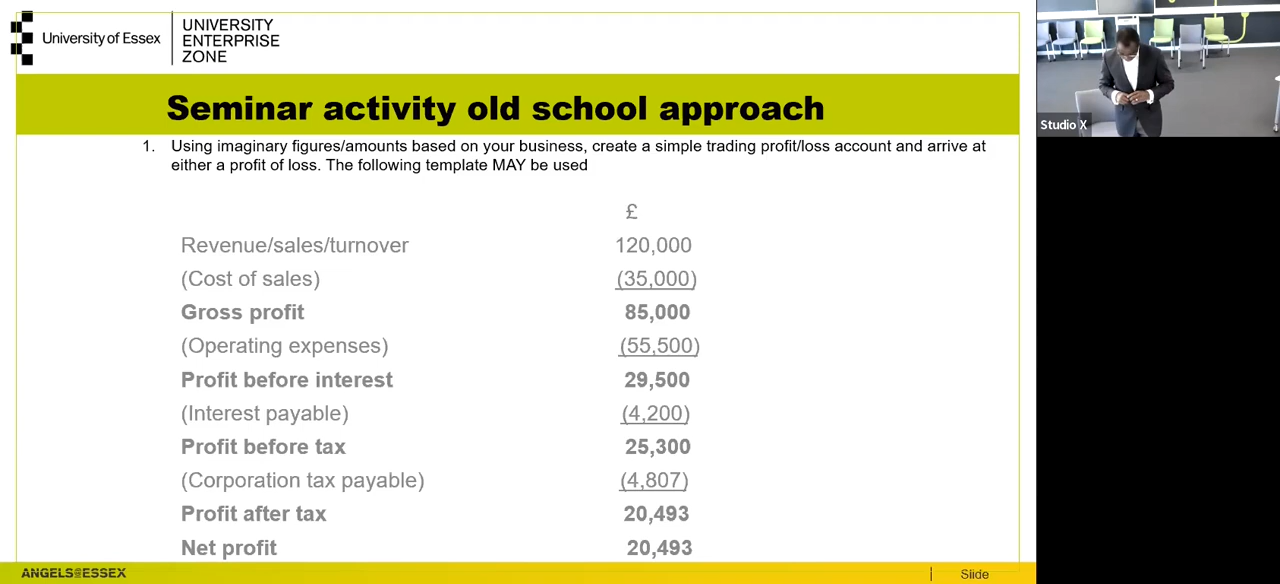 University of Essex
UNIVERSITY
ENTERPRISE
ZONE
Seminar activity old school approach
1. Using imaginary figures/amounts based on your business, create a simple trading profit/loss account and arrive at
either a profit of loss. The following template MAY be used
£
Revenue/sales/turnover 120,000
(Cost of sales) (35,000)
Gross profit 85,000
(Operating expenses) (55,500)
Profit before interest 29,500
(Interest payable) (4,200)
Profit before tax 25,300
(Corporation tax payable) (4,807)
Profit after tax 20,493
Net profit 20,493
ANGELS@ESSEX
Slide
Studio X